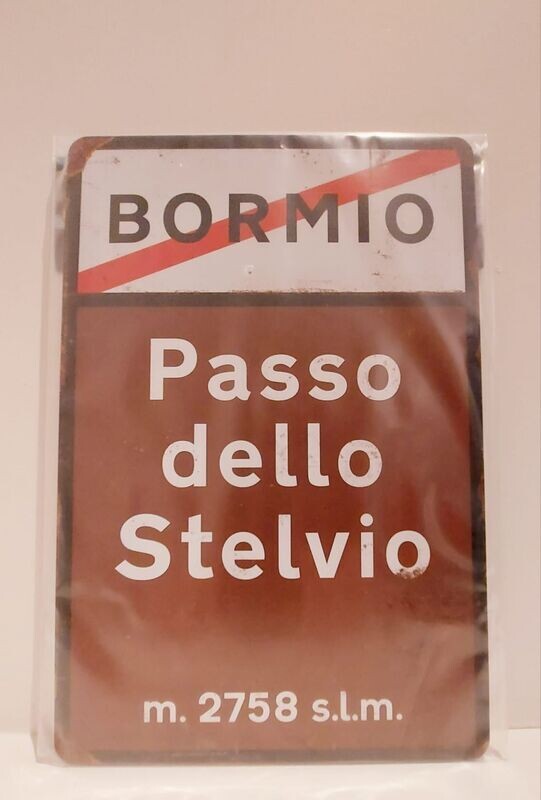 BORMIO
Passo
dello
Stelvio
m. 2758 s.l.m.